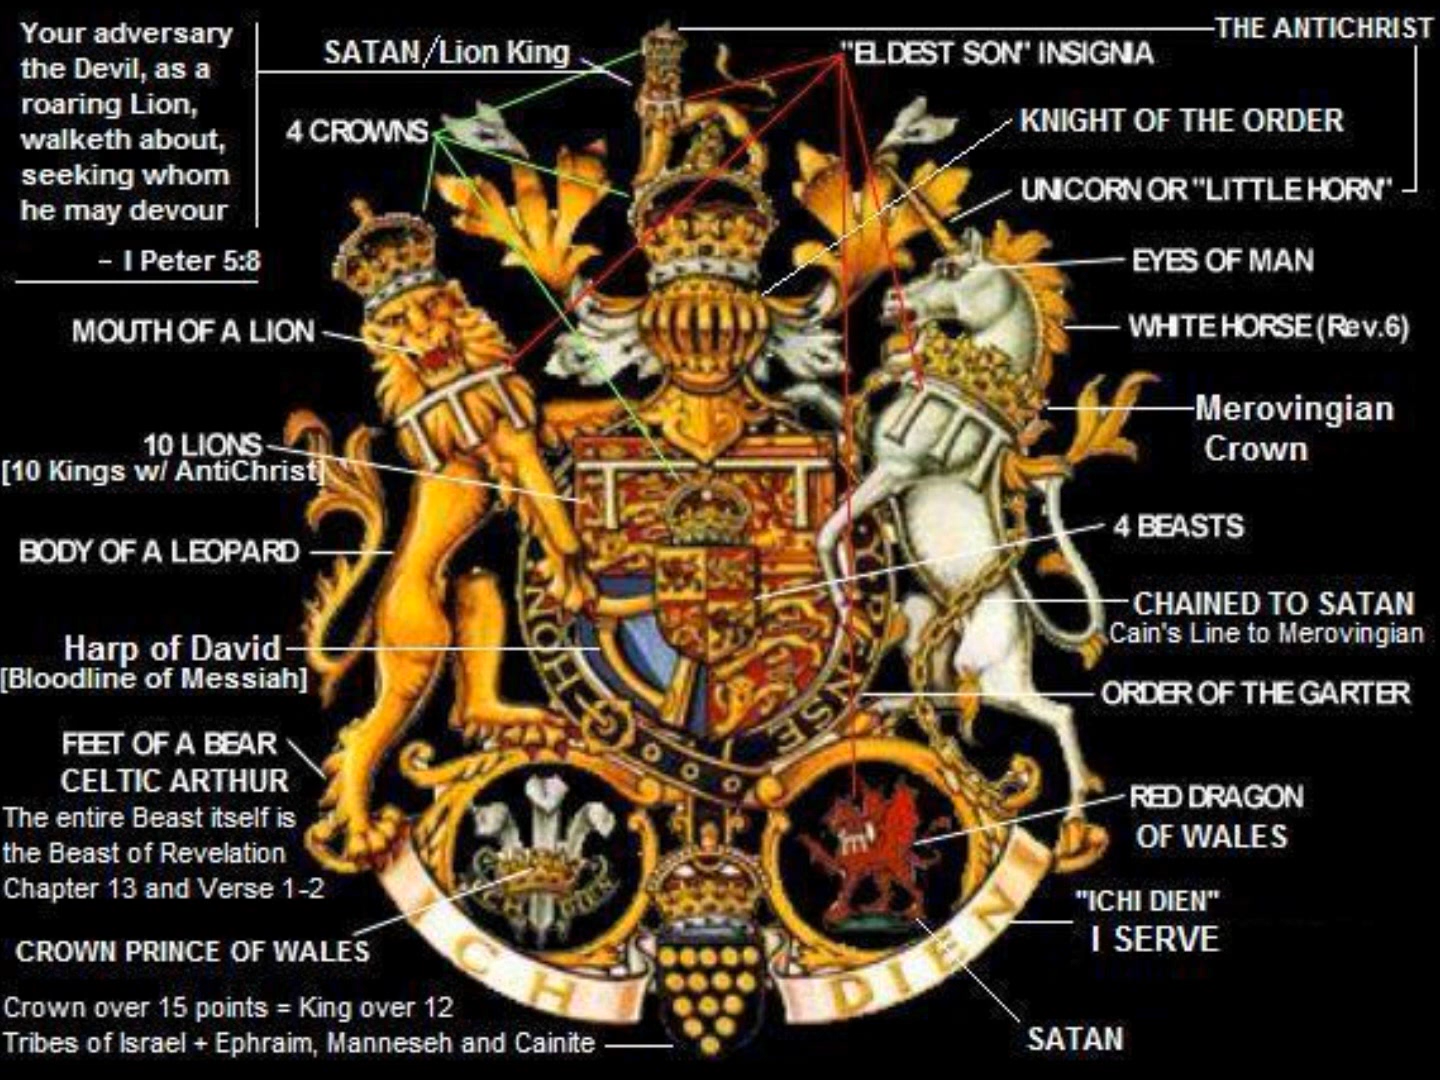 Your adversary
the Devil, as a
roaring Lion,
walketh about,
seeking whom
he may devour
- I Peter 5:8
SATAN/Lion King
4 CROWNS
MOUTH OF A LION
10 LIONS
[10 Kings w/ AntiChrist]
BODY OF A LEOPARD
Harp of David
[Bloodline of Messiah]
FEET OF A BEAR
CELTIC ARTHUR
The entire Beast itself is
the Beast of Revelation
Chapter 13 and Verse 1-2
CROWN PRINCE OF WALES
Crown over 15 points = King over 12
Tribes of Israel + Ephraim, Manneseh and Cainite
THE ANTICHRIST
"ELDEST SON" INSIGNIA
KNIGHT OF THE ORDER
UNICORN OR "LITTLE HORN"
EYES OF MAN
WHITE HORSE (Rev.6)
Merovingian
Crown
4 BEASTS
CHAINED TO SATAN
Cain's Line to Merovingian
ORDER OF THE GARTER
RED DRAGON
OF WALES
"ICHI DIEN"
I SERVE
SATAN
HON
NSE
ICH DIEN